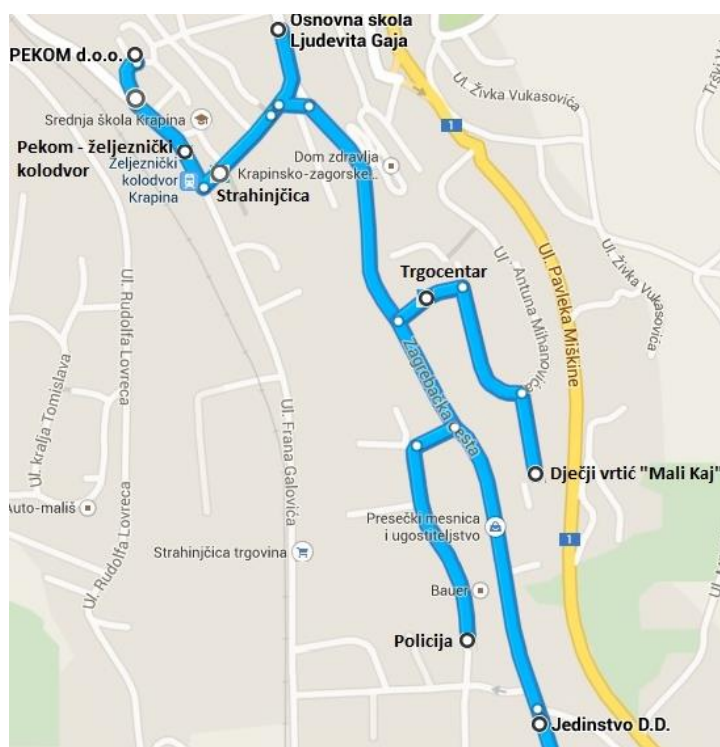 Osnovna škola
Ljudevita Gaja
PEKOM d.o.o.
Ul. Živka Vukasovića
1
Srednja škola Krapina
Pekom - željeznički
kolodvor
Željeznički
kolodvor
Krapina
Dom zdravlja
Krapinsko-zagorske...
Strahinjčica
Trgocentar
Ul. Antuna Mihanovića
Ul. Pavleka Miškine
Ul. Živka Vukasovića
Ul. Rudolfa Lovreca
Zagrebačka cesta
Ul. kralja Tomislava
Ul. Frana Galovića
Dječji vrtić "Mali Kaj"
Auto-mališ
Presečki mesnica
i ugostiteljstvo
1
Strahinjčica trgovina
Ul. Rudolfa Lovreca
Bauer
Policija
Jedinstvo D.D.